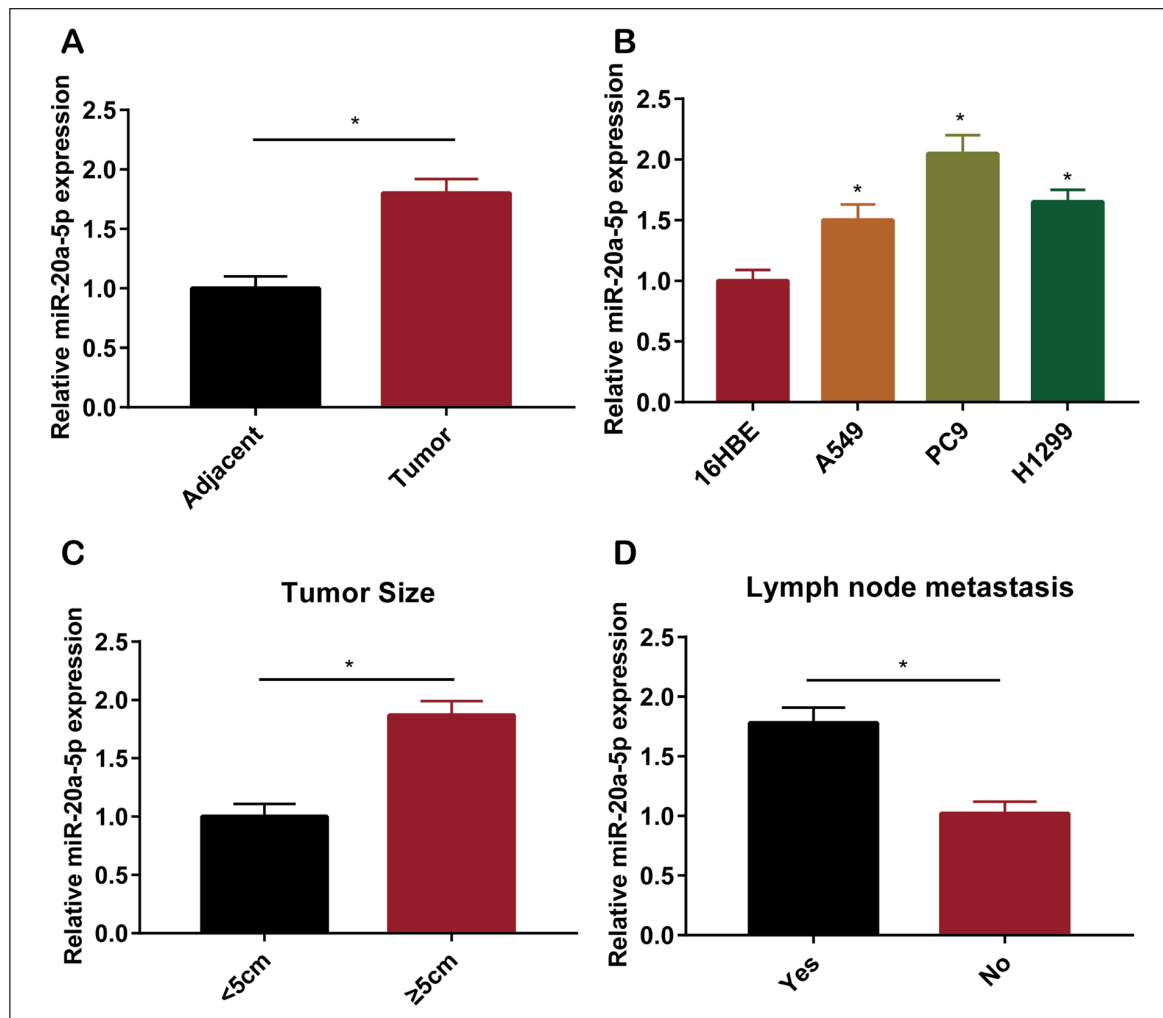 A
Relative miR-20a-5p expression
2.5
2.0
1.5
1.0
0.5
0.0
*
Adjacent
Tumor
B
Relative miR-20a-5p expression
2.5
2.0
1.5
1.0
0.5
0.0
*
*
*
16HBE
A549
PC9
H1299
C
Tumor Size
Relative miR-20a-5p expression
2.5
2.0
1.5
1.0
0.5
0.0
*
<5cm
≥5cm
D
Lymph node metastasis
Relative miR-20a-5p expression
2.5
2.0
1.5
1.0
0.5
0.0
*
Yes
No